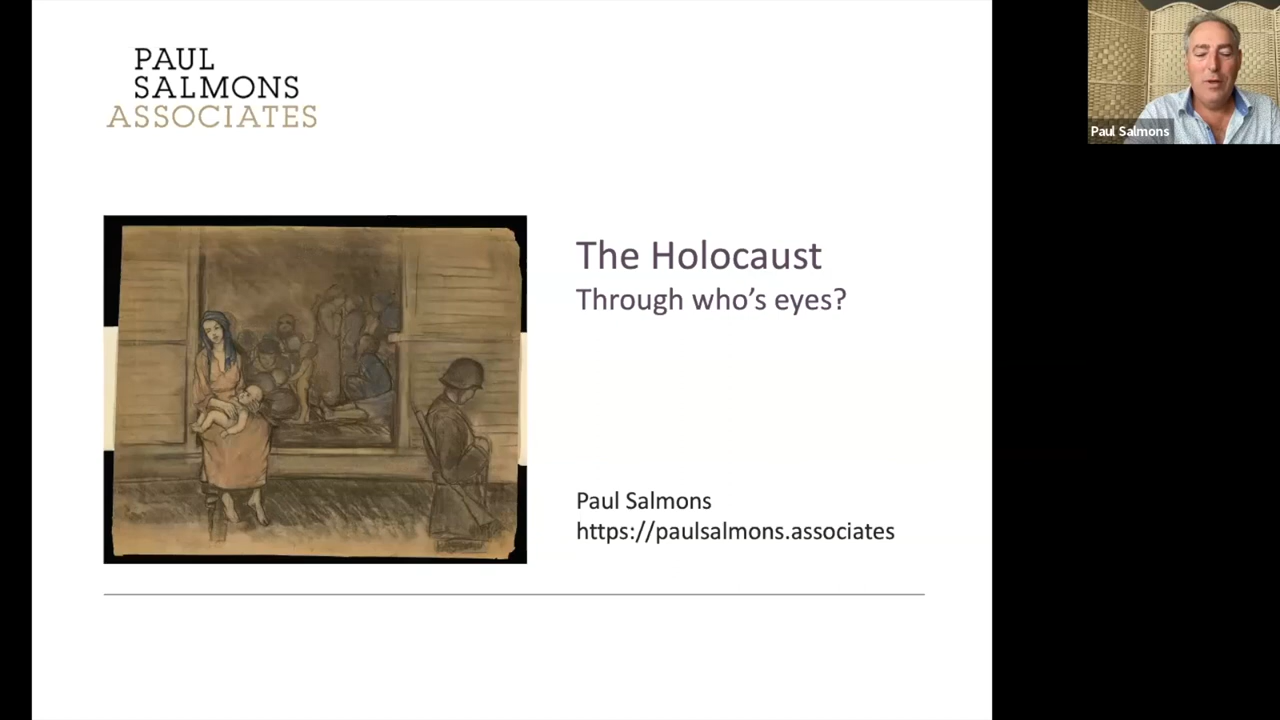 PAUL
SALMONS
ASSOCIATES
Paul Salmons
The Holocaust
Through who's eyes?
Paul Salmons
https://paulsalmons.associates